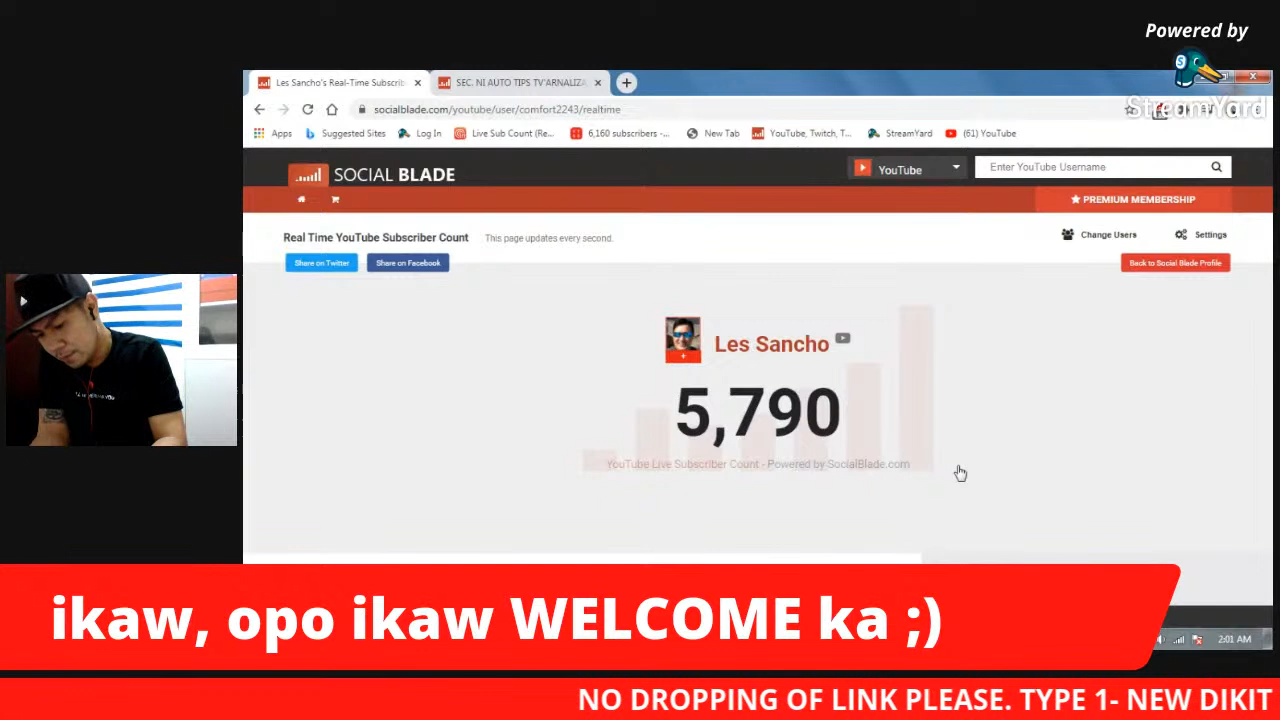 Powered by
StreamYard
Les Sancho's Real-Time Subscrib
SEC. NI AUTO TIPS TV'ARNALIZA
socialblade.com/youtube/user/comfort2243/realtime
Apps
Suggested Sites
Log In
Live Sub Count (Re...
6,160 subscribers -...
New Tab
YouTube, Twitch, T...
StreamYard
(61) YouTube
SOCIAL BLADE
YouTube
Enter YouTube Username
PREMIUM MEMBERSHIP
Real Time YouTube Subscriber Count
This page updates every second.
Change Users
Settings
Share on Twitter
Share on Facebook
Back to Social Blade Profile
Les Sancho
5,790
YouTube Live Subscriber Count - Powered by SocialBlade.com
ikaw, opo ikaw WELCOME ka ;)
2:01 AM
NO DROPPING OF LINK PLEASE. TYPE 1- NEW DIKIT